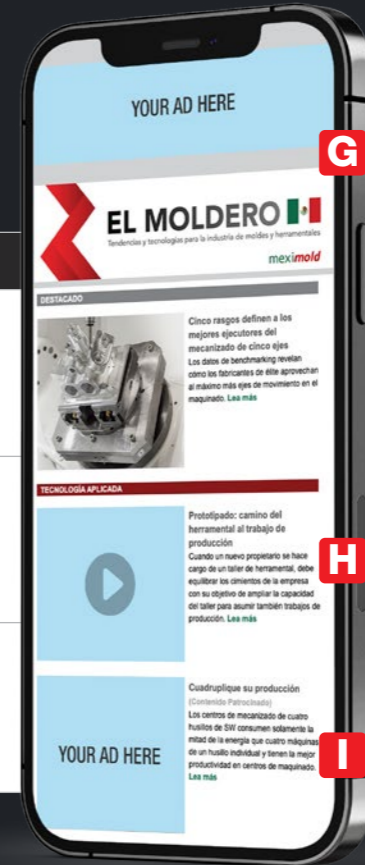 YOUR AD HERE
G
EL MOLDERO
Tendencias y tecnologías para la industria de moldes y herramentales
meximold
DESTACADO
Cinco rasgos definen a los
mejores ejecutores del
mecanizado de cinco ejes
Los datos de benchmarking revelan
cómo los fabricantes de élite aprovechan
al máximo más ejes de movimiento en el
maquinado. Lea más
TECNOLOGÍA APLICADA
Prototipado: camino del
herramental al trabajo de
producción
Cuando un nuevo propietario se hace
cargo de un taller de herramental, debe
equilibrar los cimientos de la empresa
con su objetivo de ampliar la capacidad
del taller para asumir también trabajos de
producción. Lea más
H
Cuadruplique su producción
(Contenido Patrocinado)
Los centros de mecanizado de cuatro
husillos de SW consumen solamente la
mitad de la energía que cuatro máquinas
de un husillo individual y tienen la mejor
productividad en centros de maquinado.
Lea más
YOUR AD HERE
I